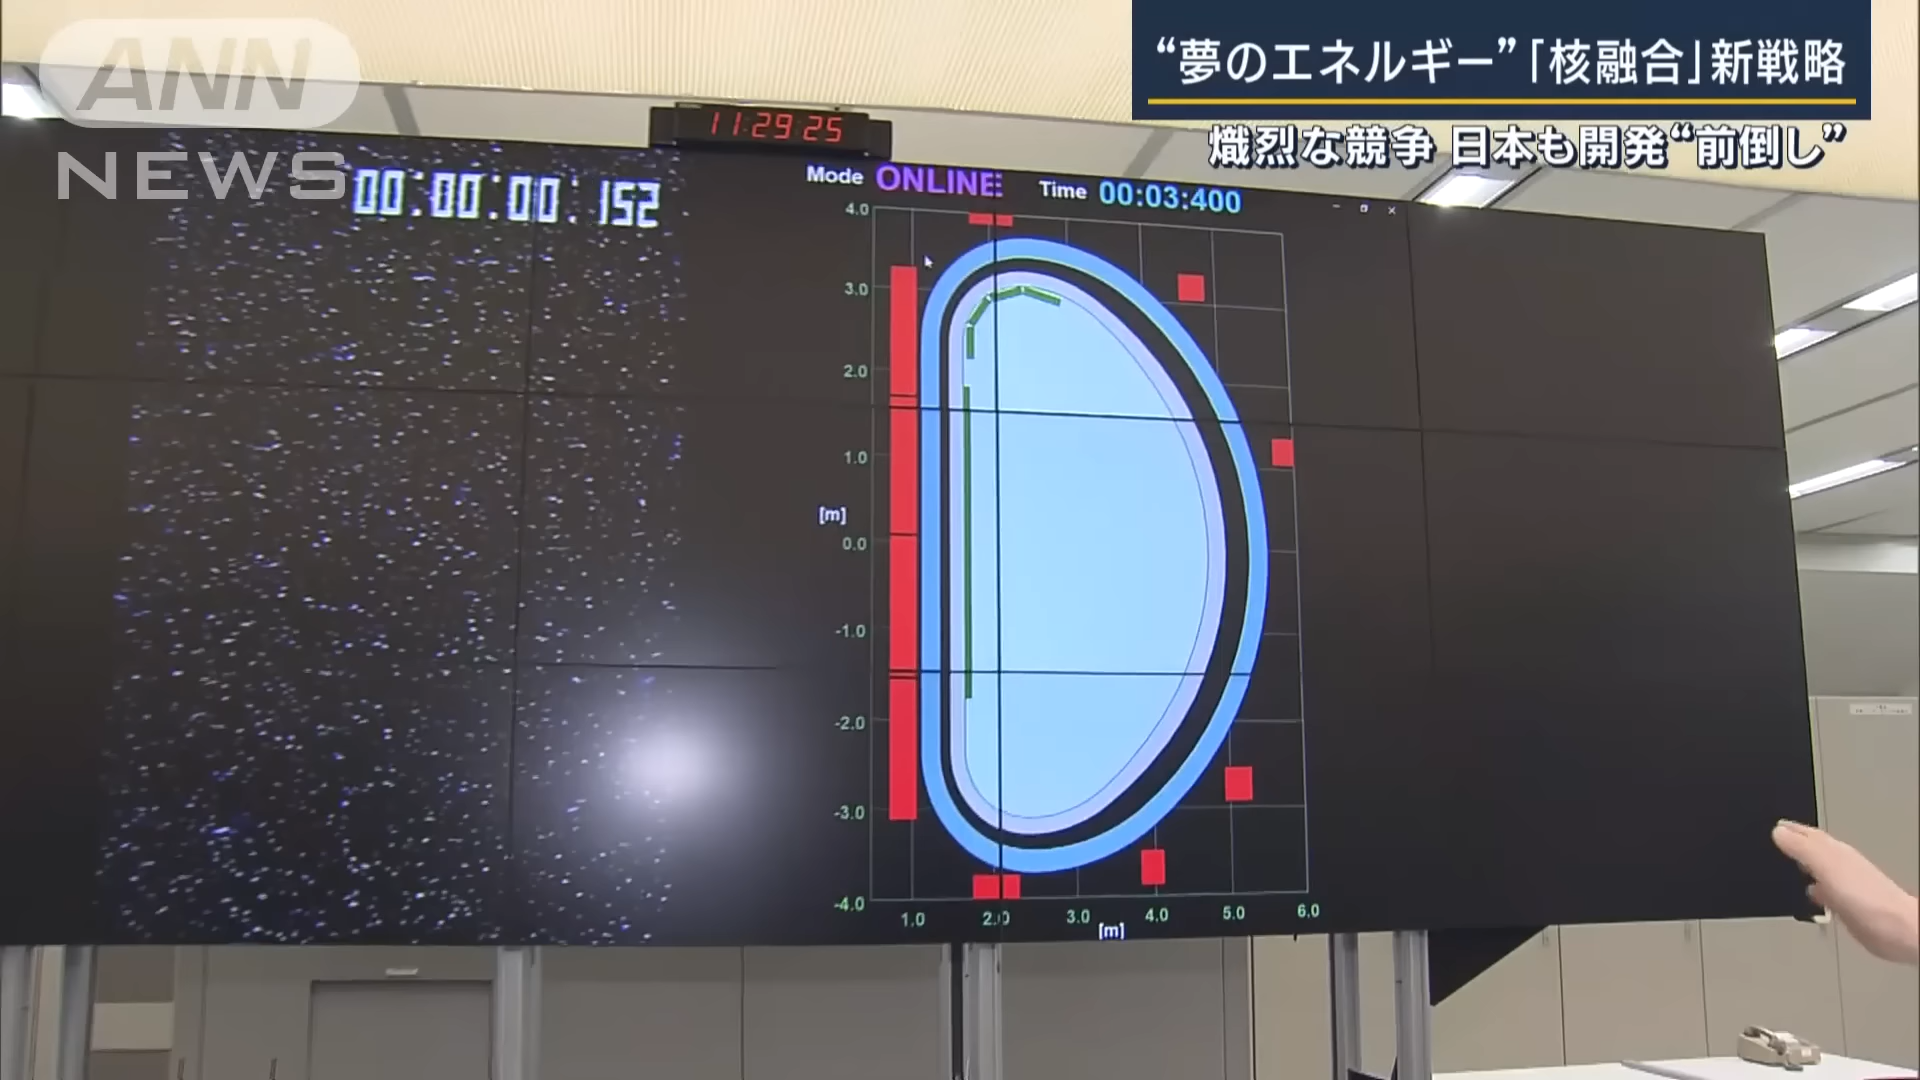 ANN
NEWS
“夢のエネルギー”「核融合」新戦略
熾烈な競争 日本も開発“前倒し”
11:29 25
00:00:00:152
Mode ONLINE Time 00:03:400
4.0
3.0
2.0
1.0
[m]
0.0
-1.0
-2.0
-3.0
-4.0
1.0 2.0 3.0 4.0 5.0 6.0
[m]